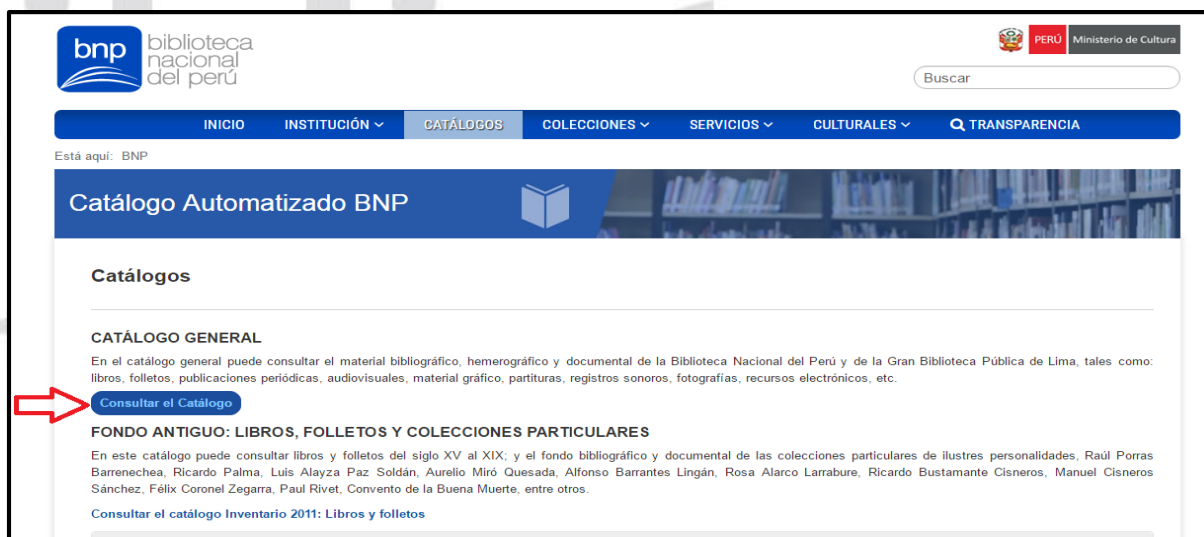 bnp biblioteca
nacional
del perú
PERÚ Ministerio de Cultura
Buscar
INICIO INSTITUCIÓN CATÁLOGOS COLECCIONES SERVICIOS CULTURALES TRANSPARENCIA
Está aquí: BNP
Catálogo Automatizado BNP
Catálogos
CATÁLOGO GENERAL
En el catálogo general puede consultar el material bibliográfico, hemerográfico y documental de la Biblioteca Nacional del Perú y de la Gran Biblioteca Pública de Lima, tales como:
libros, folletos, publicaciones periódicas, audiovisuales, material gráfico, partituras, registros sonoros, fotografías, recursos electrónicos, etc.
Consultar el Catálogo
FONDO ANTIGUO: LIBROS, FOLLETOS Y COLECCIONES PARTICULARES
En este catálogo puede consultar libros y folletos del siglo XV al XIX; y el fondo bibliográfico y documental de las colecciones particulares de ilustres personalidades, Raúl Porras
Barrenechea, Ricardo Palma, Luis Alayza Paz Soldán, Aurelio Miró Quesada, Alfonso Barrantes Lingán, Rosa Alarco Larrabure, Ricardo Bustamante Cisneros, Manuel Cisneros
Sánchez, Félix Coronel Zegarra, Paul Rivet, Convento de la Buena Muerte, entre otros.
Consultar el catálogo Inventario 2011: Libros y folletos